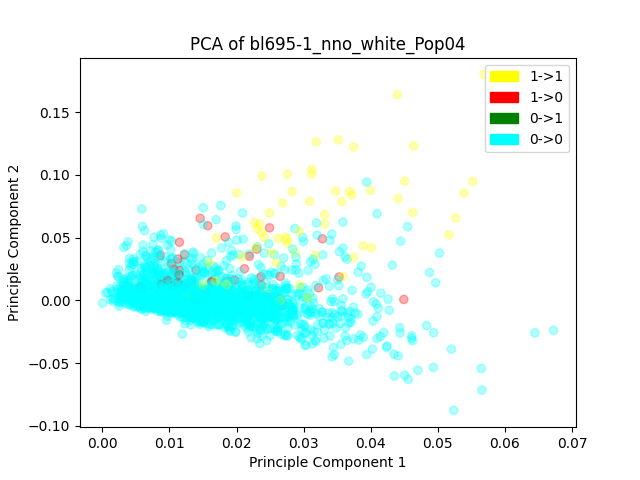 PCA of bl695-1_nno_white_Pop04
1->1
1->0
0->1
0->0
0.15
0.10
0.05
0.00
−0.05
−0.10
Principle Component 2
0.00 0.01 0.02 0.03 0.04 0.05 0.06 0.07
Principle Component 1